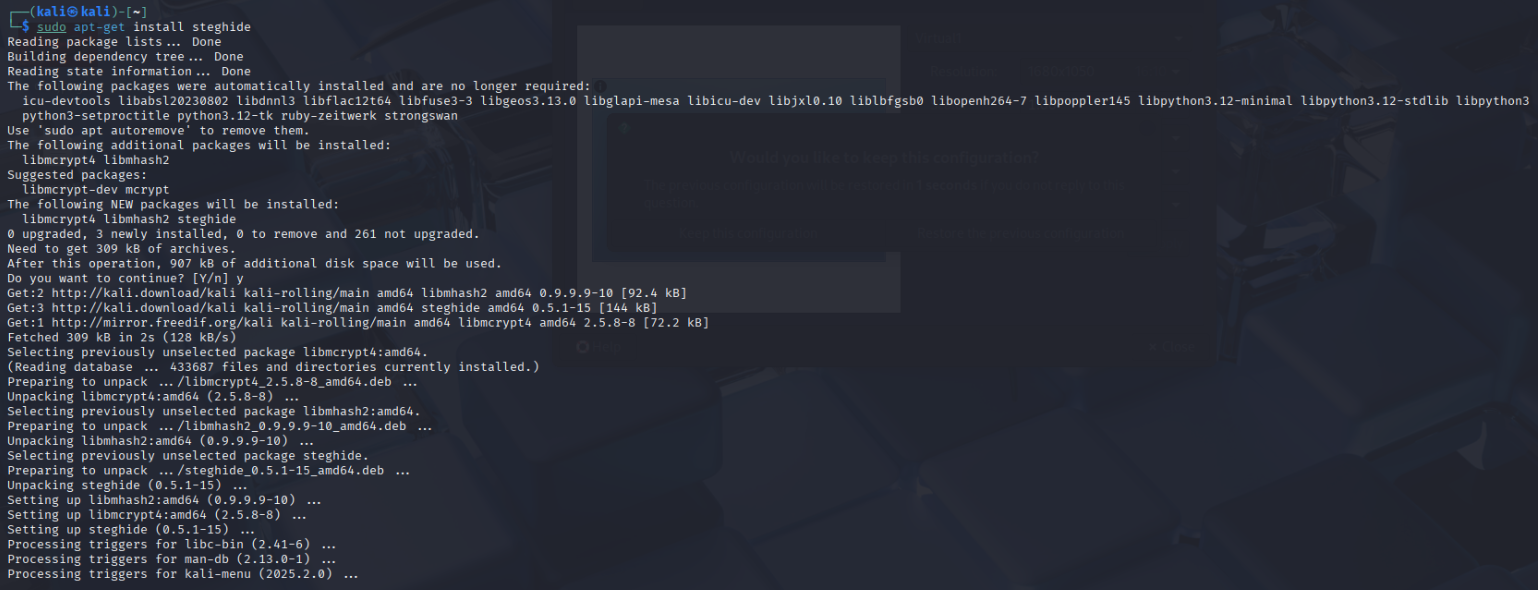 ┌──(kali㉿kali)-[~]
└─$ sudo apt-get install steghide
Reading package lists... Done
Building dependency tree... Done
Reading state information... Done
The following packages were automatically installed and are no longer required:
  icu-devtools libabsl20230802 libdnnl3 libflac12t64 libfuse3-3 libgeos3.13.0 libglapi-mesa libicu-dev libjxl0.10 liblbfgsb0 libopenh264-7 libpoppler145 libpython3.12-minimal libpython3.12-stdlib libpython3
  python3-setproctitle python3.12-tk ruby-zeitwerk strongswan
Use 'sudo apt autoremove' to remove them.
The following additional packages will be installed:
  libmcrypt4 libmhash2
Suggested packages:
  libmcrypt-dev mcrypt
The following NEW packages will be installed:
  libmcrypt4 libmhash2 steghide
0 upgraded, 3 newly installed, 0 to remove and 261 not upgraded.
Need to get 309 kB of archives.
After this operation, 907 kB of additional disk space will be used.
Do you want to continue? [Y/n] y
Get:2 http://kali.download/kali kali-rolling/main amd64 libmhash2 amd64 0.9.9.9-10 [92.4 kB]
Get:3 http://kali.download/kali kali-rolling/main amd64 steghide amd64 0.5.1-15 [144 kB]
Get:1 http://mirror.freedif.org/kali kali-rolling/main amd64 libmcrypt4 amd64 2.5.8-8 [72.2 kB]
Fetched 309 kB in 2s (128 kB/s)
Selecting previously unselected package libmcrypt4:amd64.
(Reading database ... 433687 files and directories currently installed.)
Preparing to unpack .../libmcrypt4_2.5.8-8_amd64.deb ...
Unpacking libmcrypt4:amd64 (2.5.8-8) ...
Selecting previously unselected package libmhash2:amd64.
Preparing to unpack .../libmhash2_0.9.9.9-10_amd64.deb ...
Unpacking libmhash2:amd64 (0.9.9.9-10) ...
Selecting previously unselected package steghide.
Preparing to unpack .../steghide_0.5.1-15_amd64.deb ...
Unpacking steghide (0.5.1-15) ...
Setting up libmhash2:amd64 (0.9.9.9-10) ...
Setting up libmcrypt4:amd64 (2.5.8-8) ...
Setting up steghide (0.5.1-15) ...
Processing triggers for libc-bin (2.41-6) ...
Processing triggers for man-db (2.13.0-1) ...
Processing triggers for kali-menu (2025.2.0) ...
Would you like to keep this configuration?
Keep this configuration
Restore the previous configuration
Help
Close